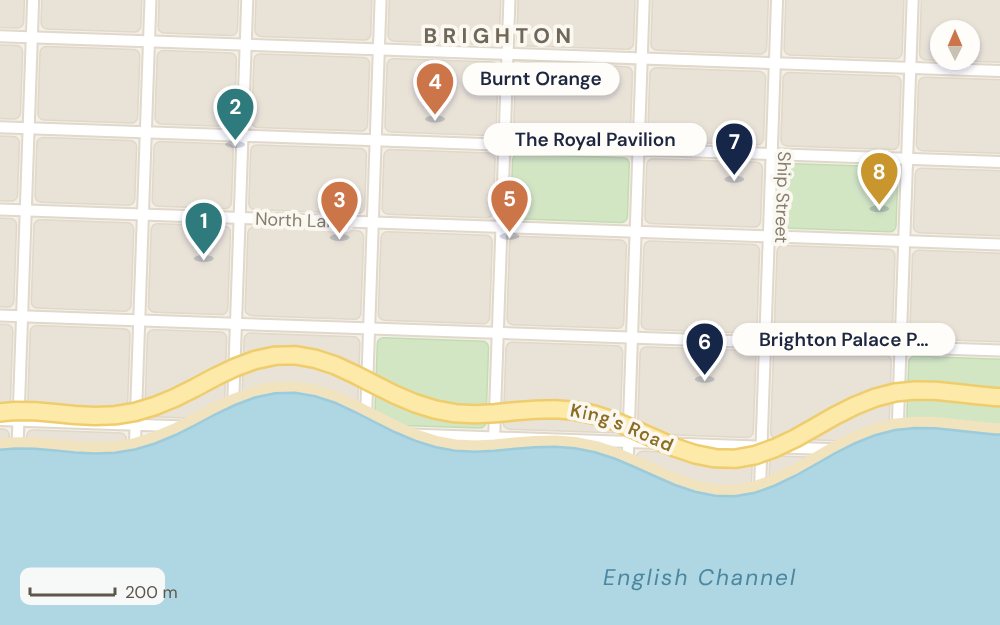 BRIGHTON
4
Burnt Orange
2
The Royal Pavilion
7
Ship Street
8
3
5
1
North La
6
Brighton Palace P...
King's Road
English Channel
200 m